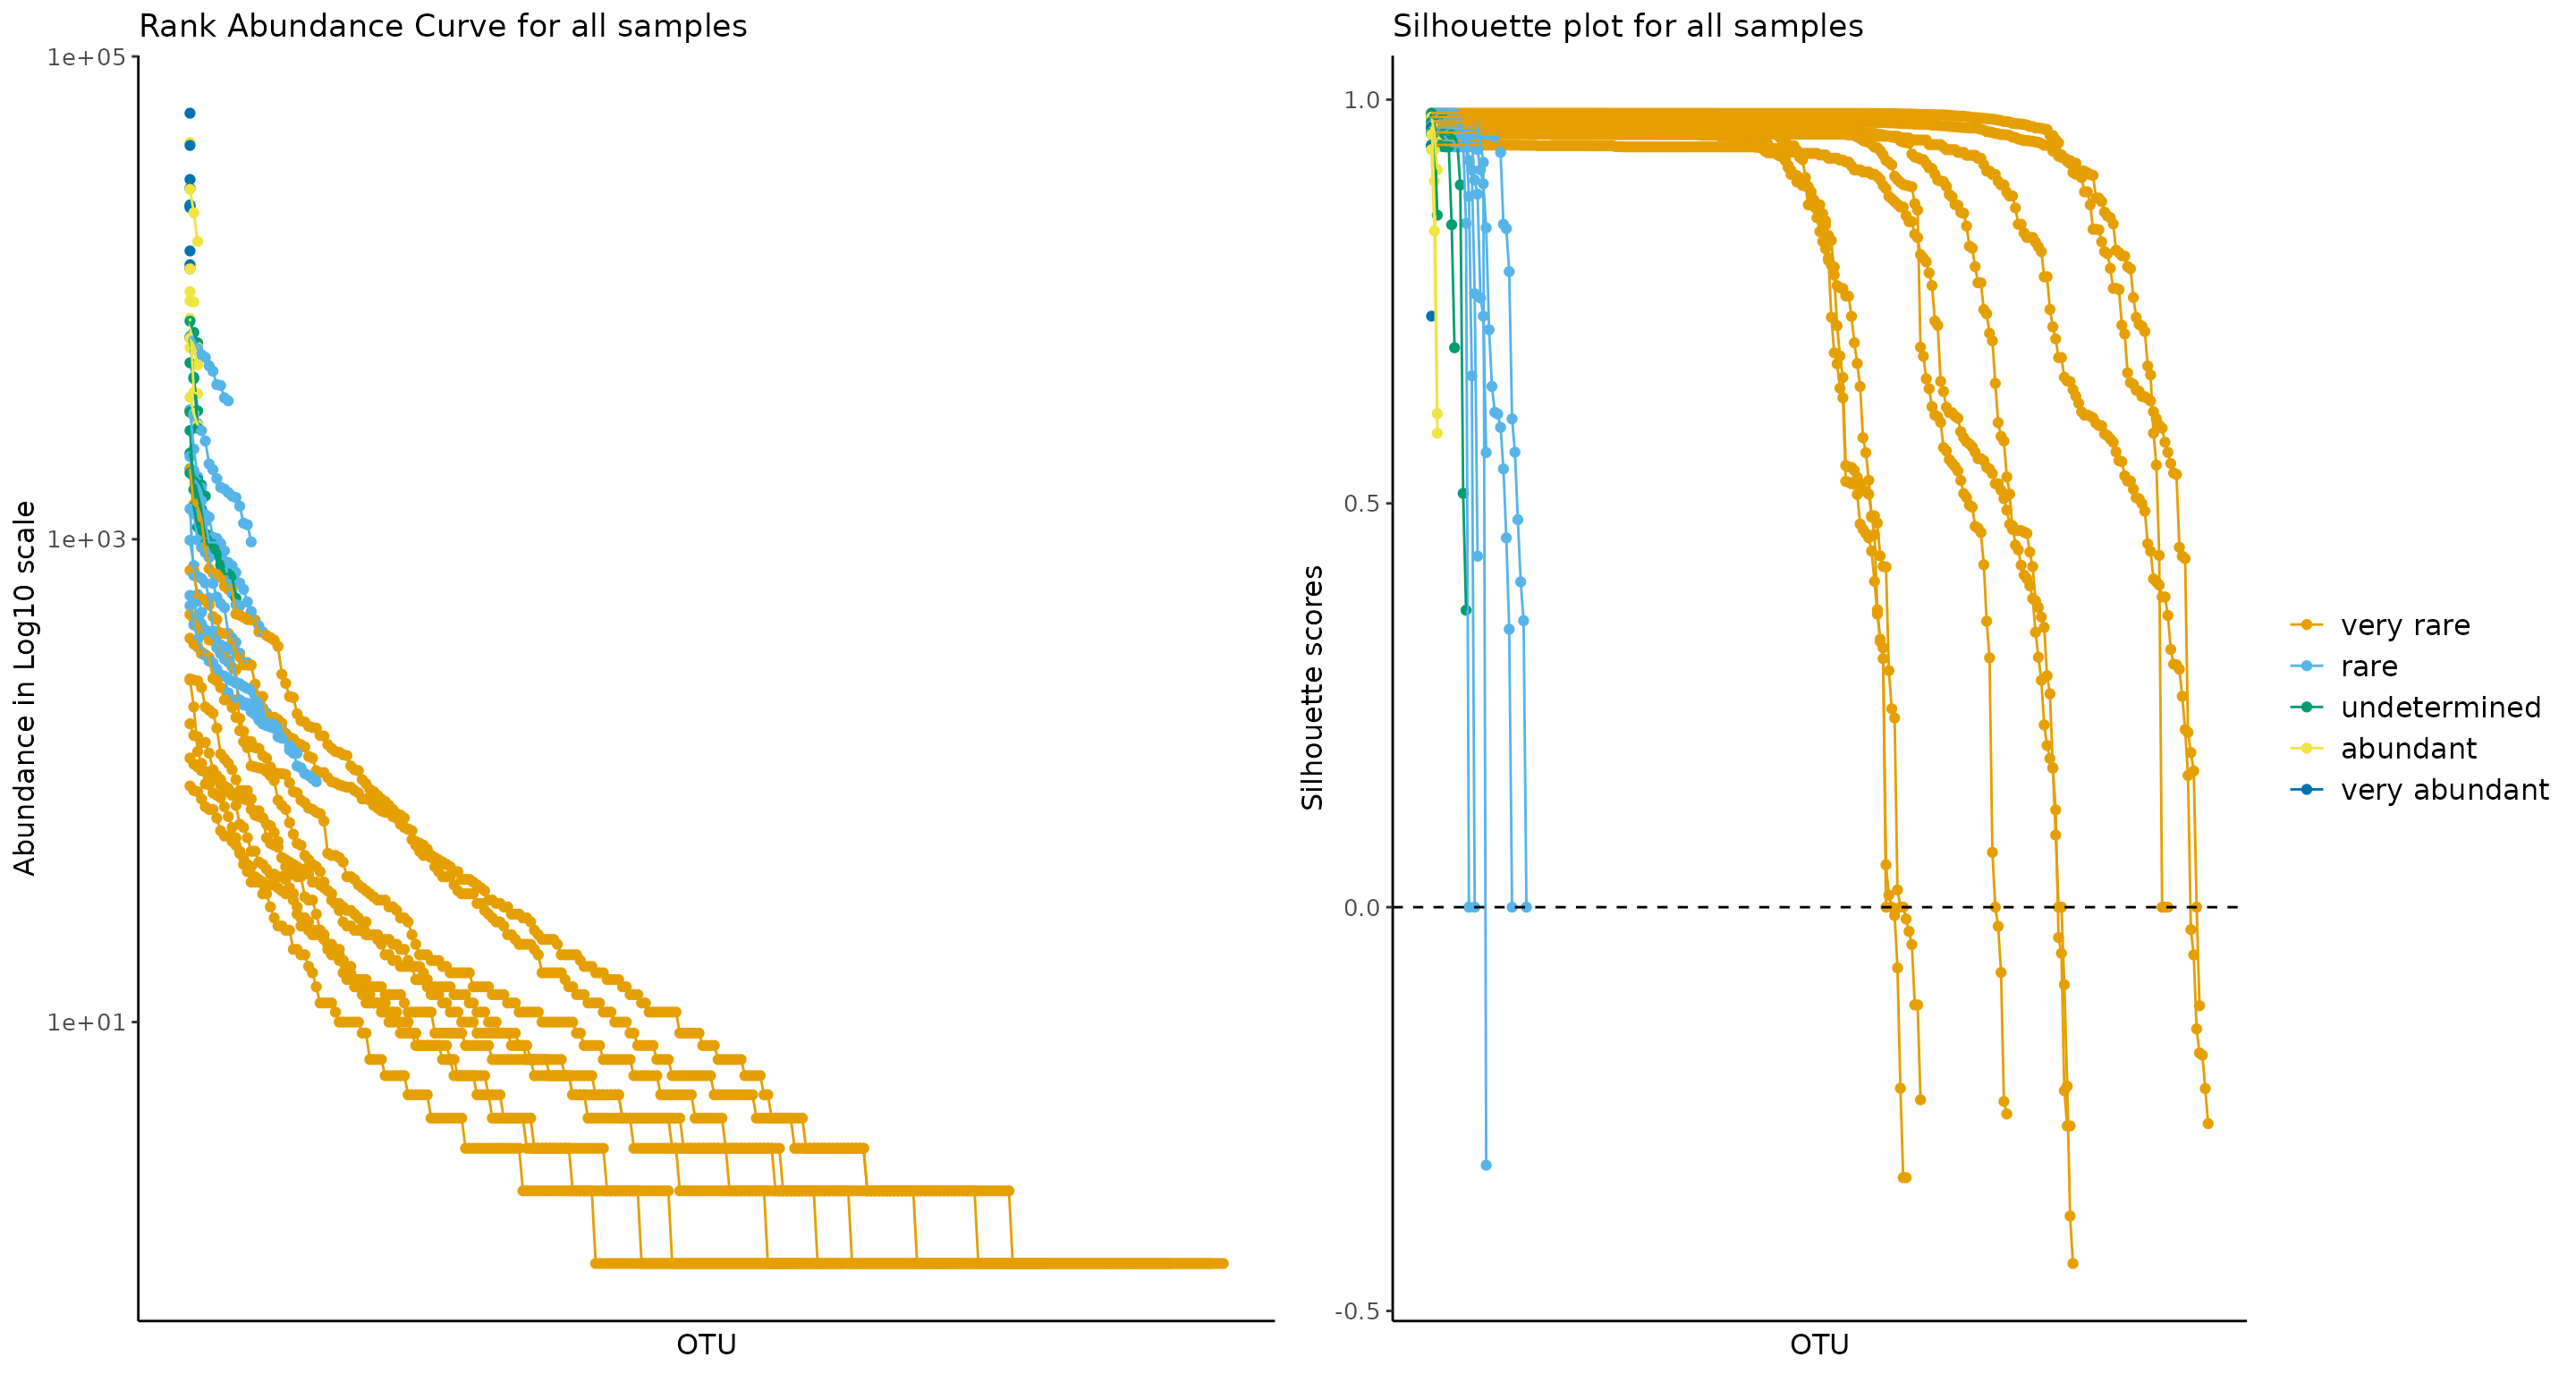 Rank Abundance Curve for all samples
1e+05
1e+03
1e+01
Abundance in Log10 scale
OTU
Silhouette plot for all samples
1.0
0.5
0.0
-0.5
Silhouette scores
OTU
very rare
rare
undetermined
abundant
very abundant